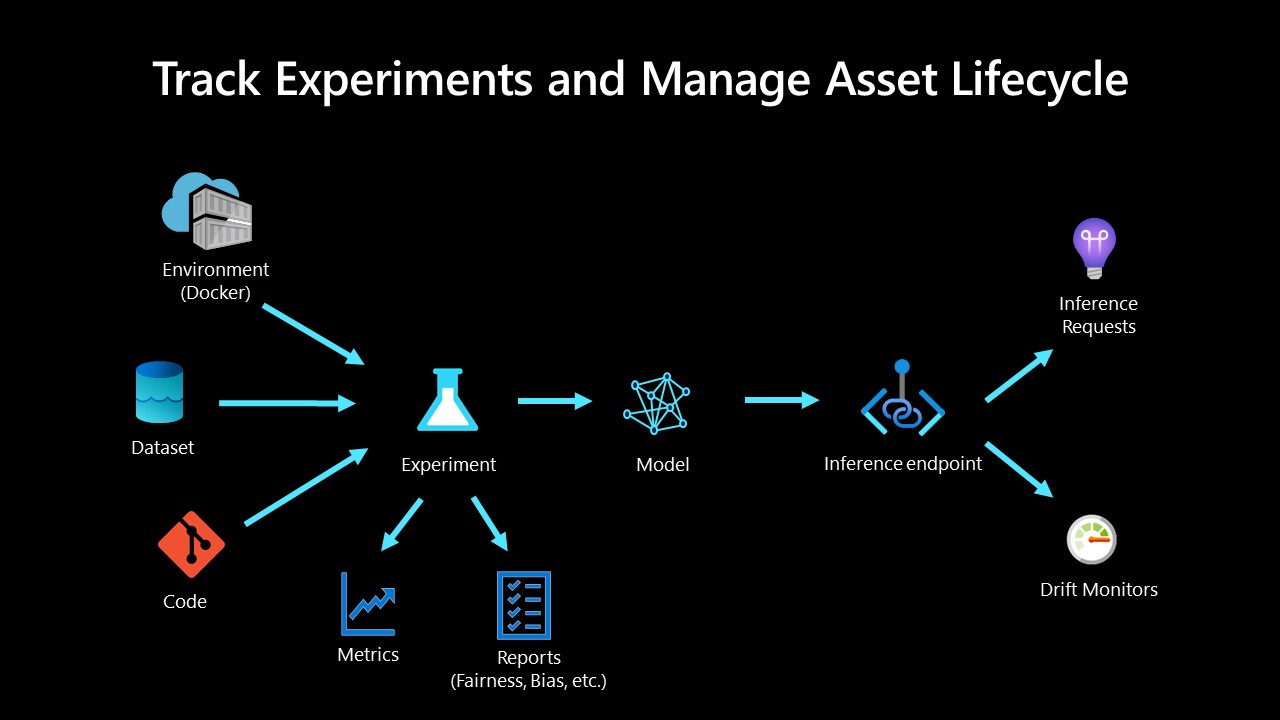 Track Experiments and Manage Asset Lifecycle
Environment
(Docker)
Dataset
Code
Experiment
Metrics
Reports
(Fairness, Bias, etc.)
Model
Inference endpoint
Inference
Requests
Drift Monitors